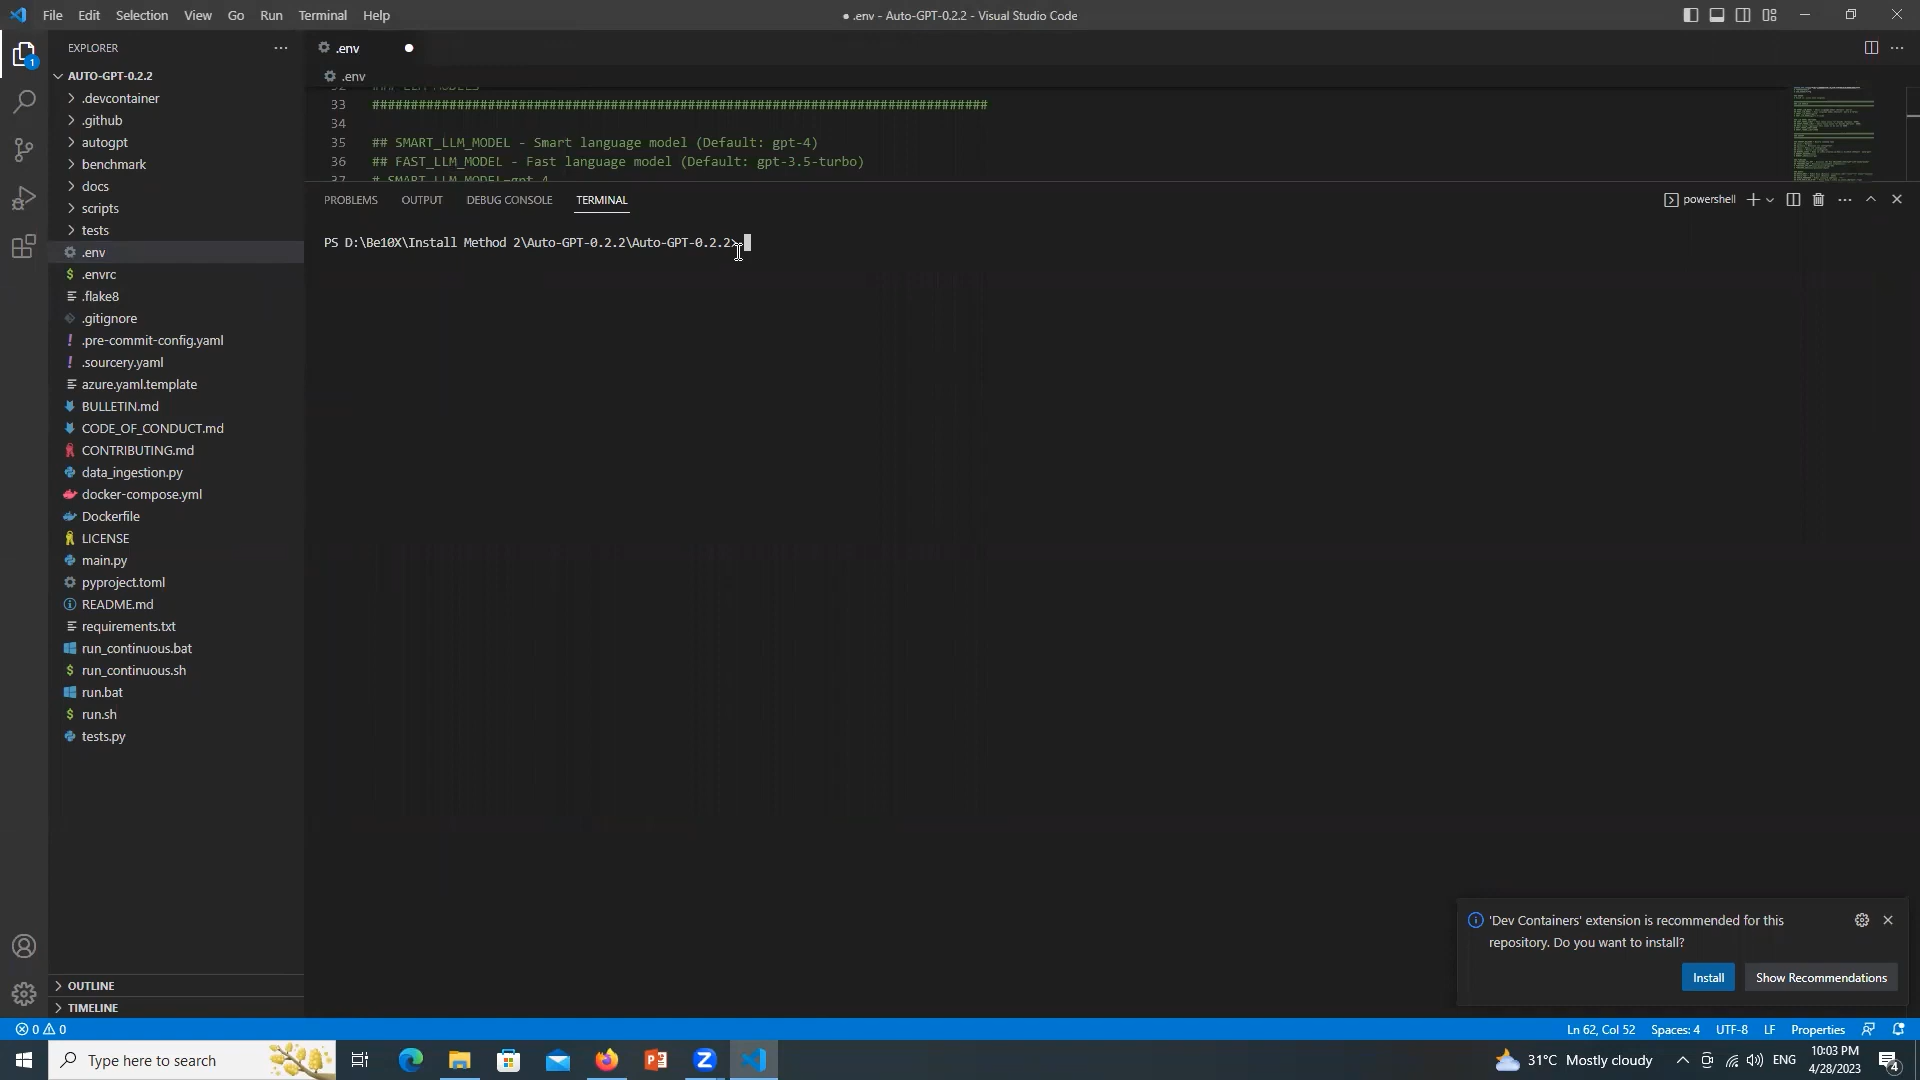 File Edit Selection View Go Run Terminal Help
● .env - Auto-GPT-0.2.2 - Visual Studio Code
EXPLORER
1
AUTO-GPT-0.2.2
.devcontainer
.github
autogpt
benchmark
docs
scripts
tests
.env
.envrc
.flake8
.gitignore
.pre-commit-config.yaml
.sourcery.yaml
azure.yaml.template
BULLETIN.md
CODE_OF_CONDUCT.md
CONTRIBUTING.md
data_ingestion.py
docker-compose.yml
Dockerfile
LICENSE
main.py
pyproject.toml
README.md
requirements.txt
run_continuous.bat
run_continuous.sh
run.bat
run.sh
tests.py
OUTLINE
TIMELINE
.env
.env
32 ### LLM MODELS
33 ################################################################################
34
35 ## SMART_LLM_MODEL - Smart language model (Default: gpt-4)
36 ## FAST_LLM_MODEL - Fast language model (Default: gpt-3.5-turbo)
37 # SMART_LLM_MODEL=gpt-4
PROBLEMS OUTPUT DEBUG CONSOLE TERMINAL
powershell
PS D:\Be10X\Install Method 2\Auto-GPT-0.2.2\Auto-GPT-0.2.2>
'Dev Containers' extension is recommended for this
repository. Do you want to install?
Install Show Recommendations
0 0
Ln 62, Col 52 Spaces: 4 UTF-8 LF Properties
Type here to search
31°C Mostly cloudy
ENG
10:03 PM
4/28/2023
4